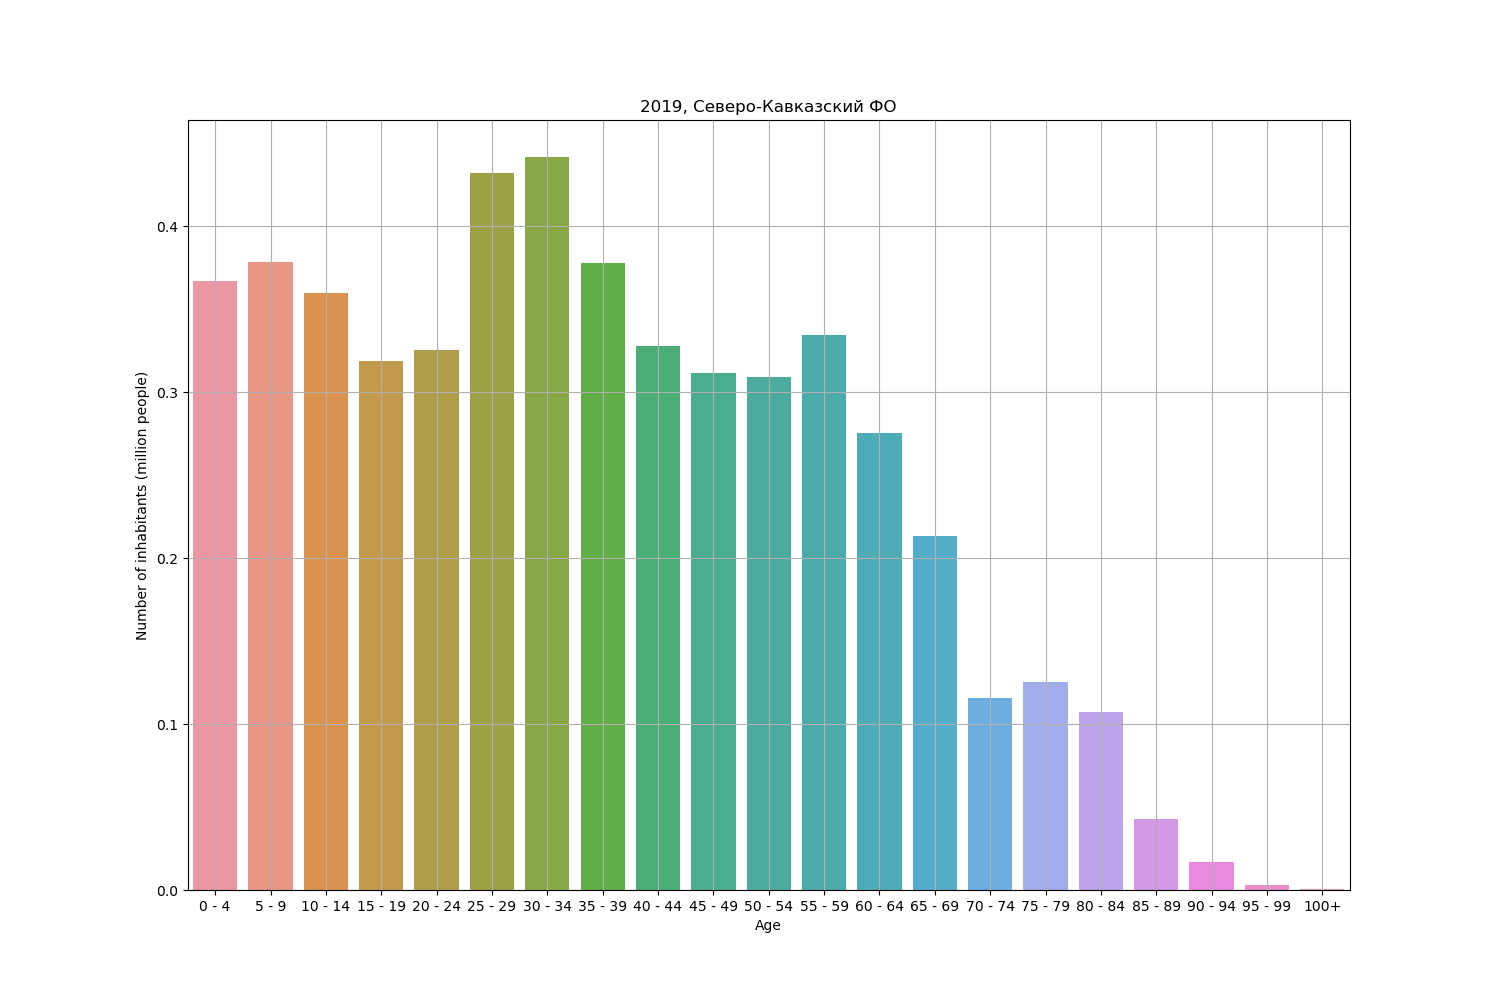 2019, Северо-Кавказский ФО
Number of inhabitants (million people)
0.4
0.3
0.2
0.1
0.0
0 - 4 5 - 9 10 - 14 15 - 19 20 - 24 25 - 29 30 - 34 35 - 39 40 - 44 45 - 49 50 - 54 55 - 59 60 - 64 65 - 69 70 - 74 75 - 79 80 - 84 85 - 89 90 - 94 95 - 99 100+
Age